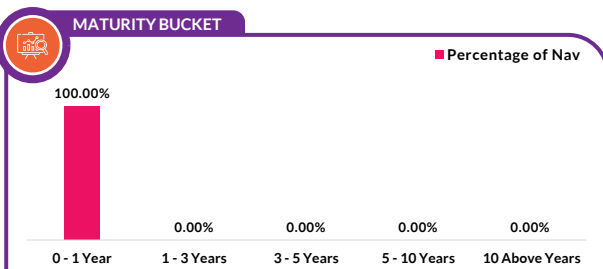 MATURITY BUCKET
Percentage of Nav
100.00%
0.00% 0.00% 0.00% 0.00%
0 - 1 Year 1 - 3 Years 3 - 5 Years 5 - 10 Years 10 Above Years